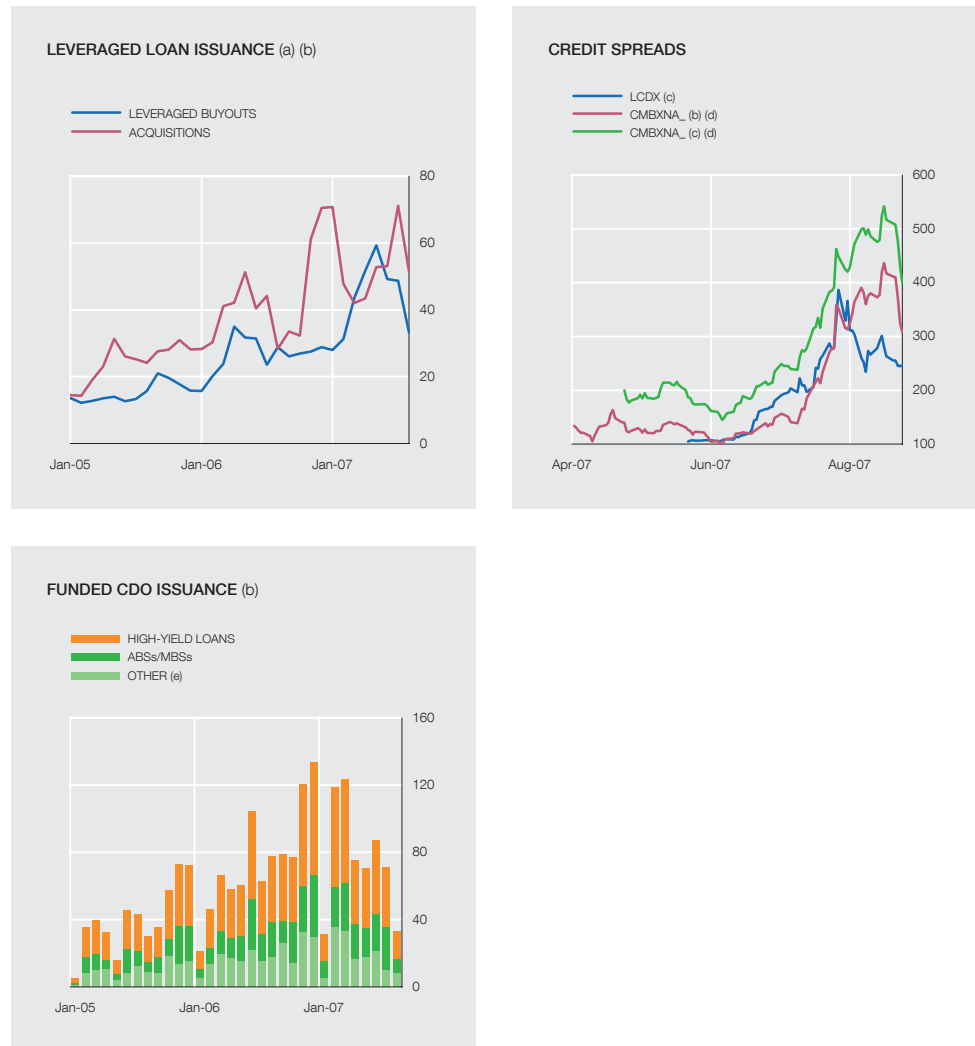 LEVERAGED LOAN ISSUANCE (a) (b)
LEVERAGED BUYOUTS
ACQUISITIONS
80
60
40
20
0
Jan-05
Jan-06
Jan-07
CREDIT SPREADS
LCDX (c)
CMBXNA_ (b) (d)
CMBXNA_ (c) (d)
600
500
400
300
200
100
Apr-07
Jun-07
Aug-07
FUNDED CDO ISSUANCE (b)
HIGH-YIELD LOANS
ABSs/MBSs
OTHER (e)
160
120
80
40
0
Jan-05
Jan-06
Jan-07